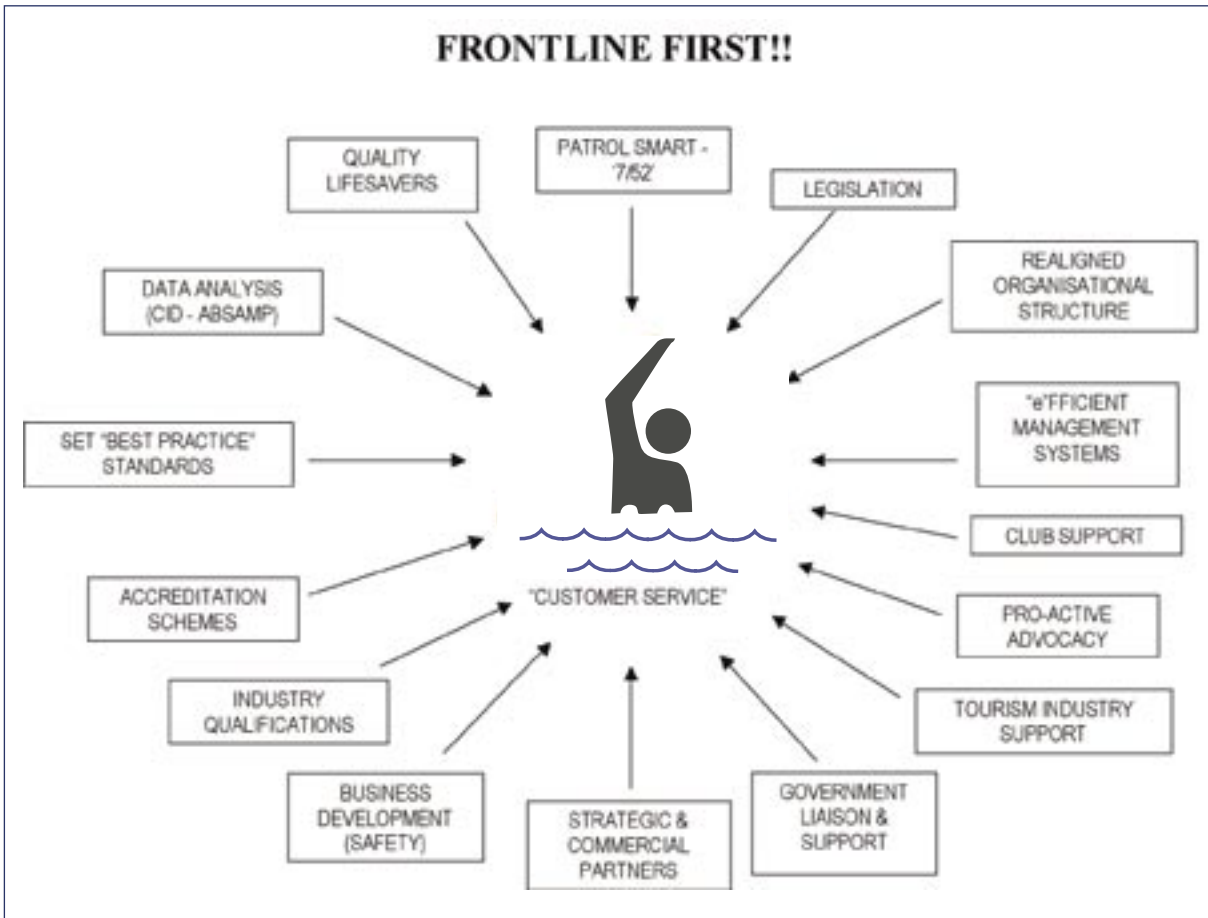 FRONTLINE FIRST!!
PATROL SMART -
'7/52'
QUALITY
LIFESAVERS
LEGISLATION
REALIGNED
ORGANISATIONAL
STRUCTURE
DATA ANALYSIS
(CID - ABSAMP)
"e"FFICIENT
MANAGEMENT
SYSTEMS
SET "BEST PRACTICE"
STANDARDS
CLUB SUPPORT
ACCREDITATION
SCHEMES
"CUSTOMER SERVICE"
PRO-ACTIVE
ADVOCACY
INDUSTRY
QUALIFICATIONS
TOURISM INDUSTRY
SUPPORT
BUSINESS
DEVELOPMENT
(SAFETY)
STRATEGIC &
COMMERCIAL
PARTNERS
GOVERNMENT
LIAISON &
SUPPORT